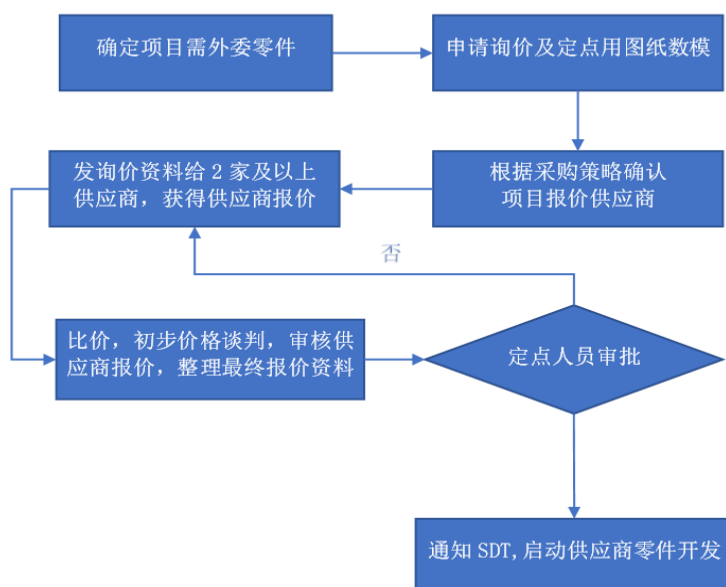 确定项目需外委零件
申请询价及定点用图纸数模
根据采购策略确认
项目报价供应商
发询价资料给 2 家及以上
供应商，获得供应商报价
否
比价，初步价格谈判，审核供
应商报价，整理最终报价资料
定点人员审批
通知 SDT,启动供应商零件开发